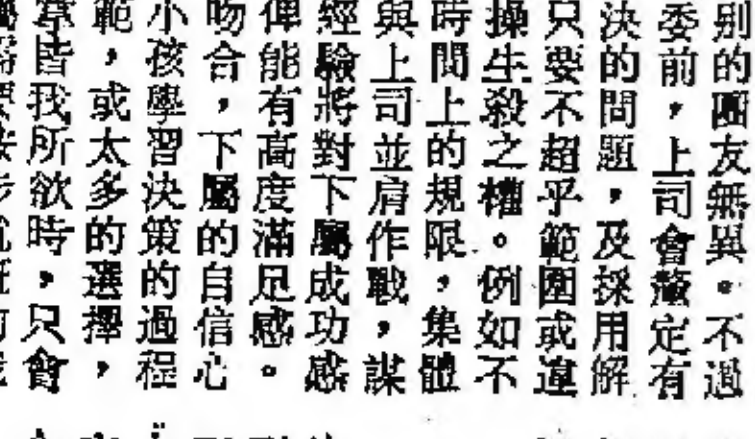 別的團友無異。不過
委前,上司會釐定有
決的問題,及採用解
只要不超乎範圍或違
操生殺之權。例如不
時間上的規限,集體
與上司並肩作戰,謀
經驗將對下屬成功感
俾能有高度滿足感。
吻合,下屬的自信心
小孩學習決策的過程
範,或太多的選擇,
皆我所欲時,只會